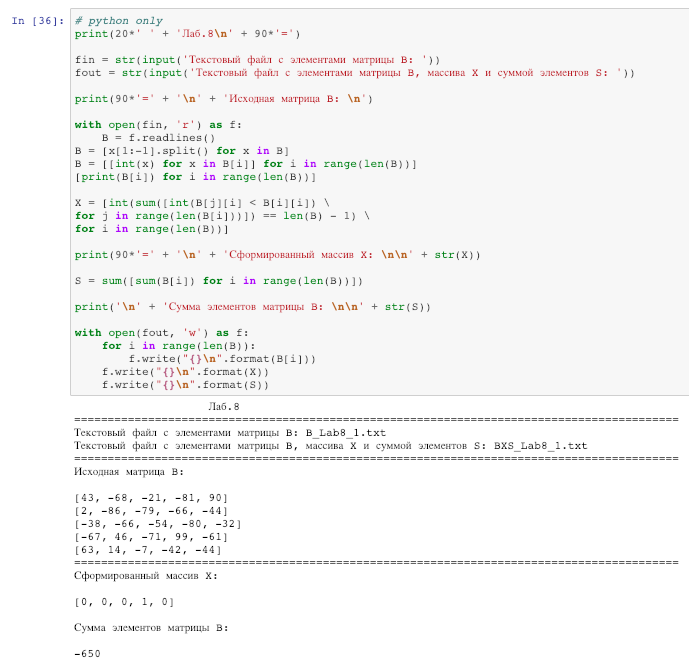 In [36]: # python only
print(20*' ' + 'Лаб.8\n' + 90*'=')
fin = str(input('Текстовый файл с элементами матрицы B: '))
fout = str(input('Текстовый файл с элементами матрицы B, массива X и суммой элементов S: '))
print(90*'=' + '\n' + 'Исходная матрица B: \n')
with open(fin, 'r') as f:
    B = f.readlines()
B = [x[1:-1].split() for x in B]
B = [[int(x) for x in B[i]] for i in range(len(B))]
[print(B[i]) for i in range(len(B))]
X = [int(sum([int(B[j][i] < B[i][i]) \
for j in range(len(B[i]))]) == len(B) - 1) \
for i in range(len(B))]
print(90*'=' + '\n' + 'Сформированный массив X: \n\n' + str(X))
S = sum([sum(B[i]) for i in range(len(B))])
print('\n' + 'Сумма элементов матрицы B: \n\n' + str(S))
with open(fout, 'w') as f:
    for i in range(len(B)):
        f.write("{}\n".format(B[i]))
    f.write("{}\n".format(X))
    f.write("{}\n".format(S))
                    Лаб.8
==========================================================================================
Текстовый файл с элементами матрицы B: B_Lab8_1.txt
Текстовый файл с элементами матрицы B, массива X и суммой элементов S: BXS_Lab8_1.txt
==========================================================================================
Исходная матрица B:
[43, -68, -21, -81, 90]
[2, -86, -79, -66, -44]
[-38, -66, -54, -80, -32]
[-67, 46, -71, 99, -61]
[63, 14, -7, -42, -44]
==========================================================================================
Сформированный массив X:
[0, 0, 0, 1, 0]
Сумма элементов матрицы B:
-650